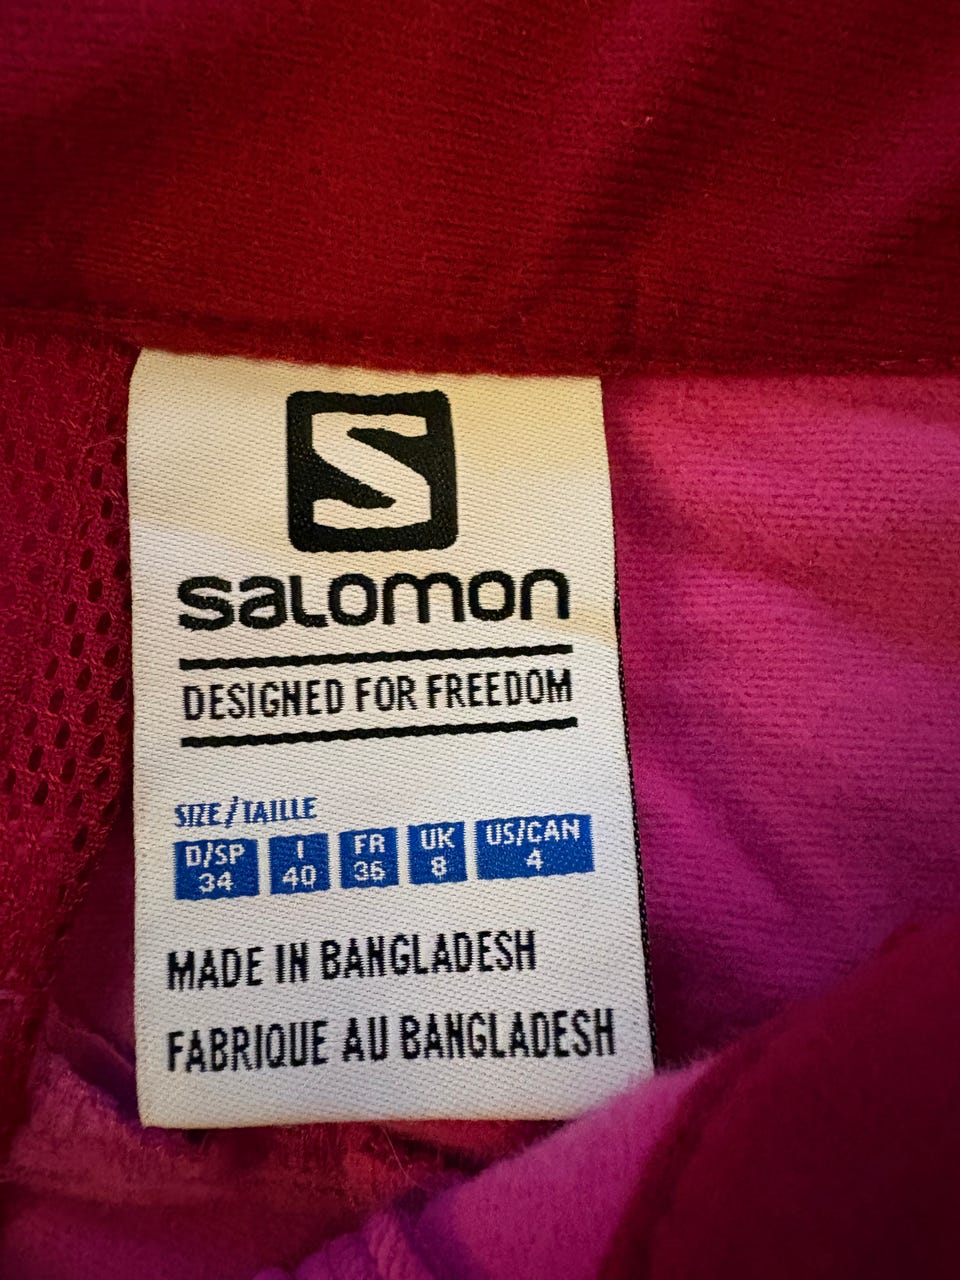 S
salomon
DESIGNED FOR FREEDOM
SIZE/TAILLE
D/SP I FR UK US/CAN
34 40 36 8 4
MADE IN BANGLADESH
FABRIQUE AU BANGLADESH